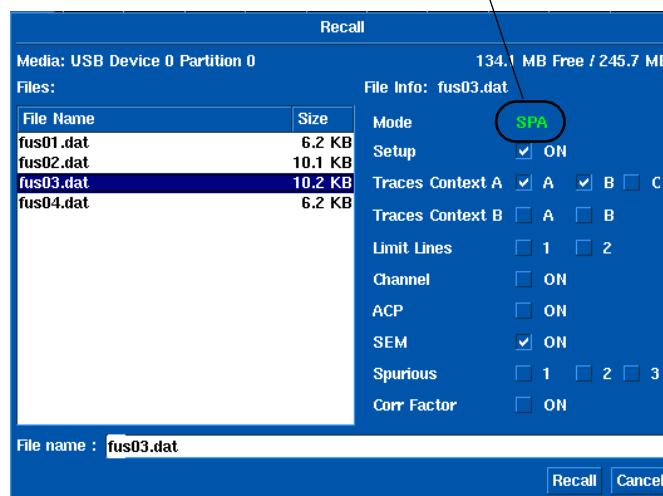 Recall
Media: USB Device 0 Partition 0 134.1 MB Free / 245.7 MB
Files: File Info: fus03.dat
File Name Size
fus01.dat 6.2 KB
fus02.dat 10.1 KB
fus03.dat 10.2 KB
fus04.dat 6.2 KB
Mode SPA
Setup ON
Traces Context A A B C
Traces Context B A B
Limit Lines 1 2
Channel ON
ACP ON
SEM ON
Spurious 1 2 3
Corr Factor ON
File name : fus03.dat
Recall Cancel